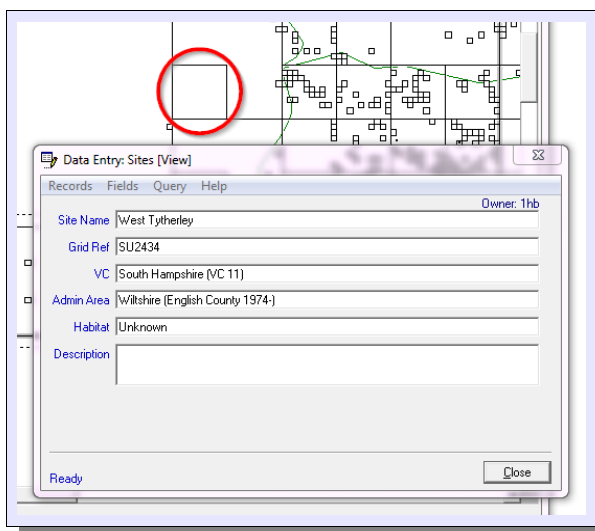 Data Entry: Sites [View]
Records Fields Query Help
Owner: 1hb
Site Name West Tytherley
Grid Ref SU2434
VC South Hampshire (VC 11)
Admin Area Wiltshire (English County 1974-)
Habitat Unknown
Description
Ready
Close